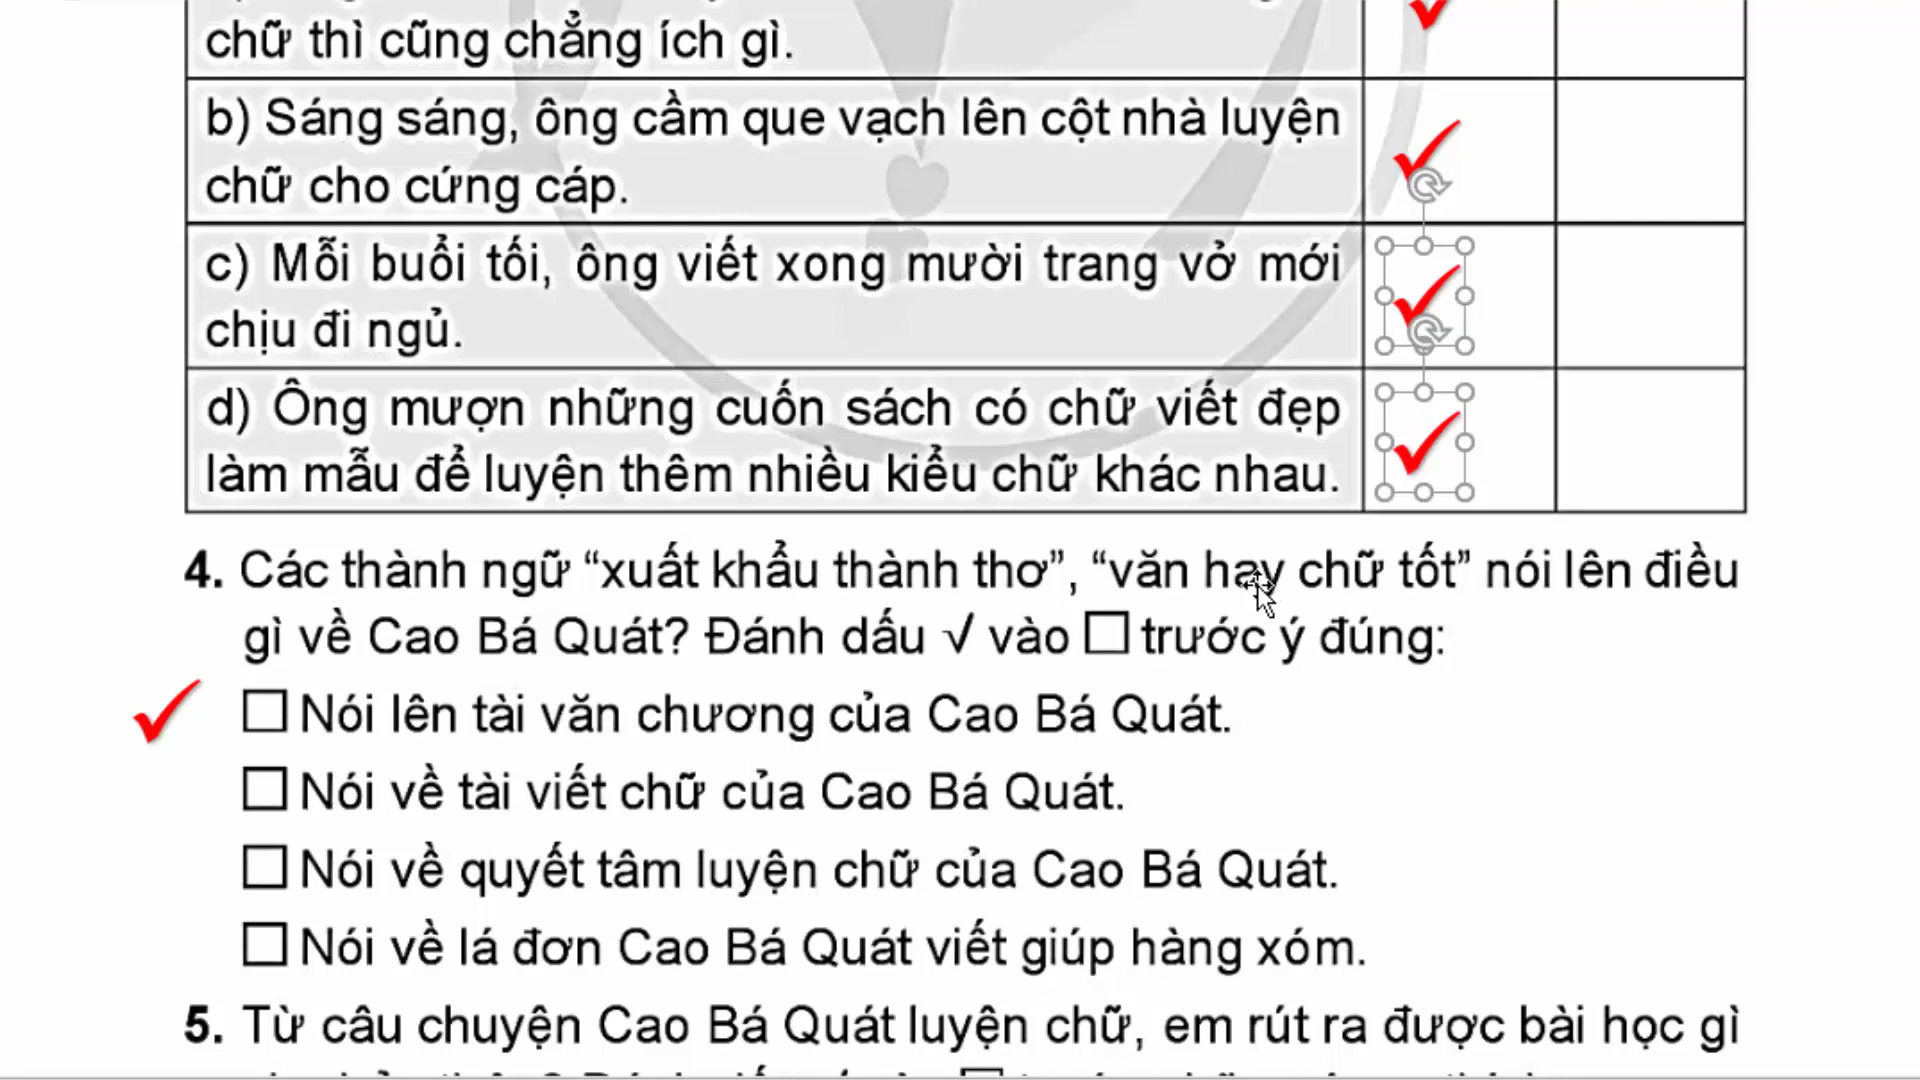 chữ thì cũng chẳng ích gì.
b) Sáng sáng, ông cầm que vạch lên cột nhà luyện
chữ cho cứng cáp.
c) Mỗi buổi tối, ông viết xong mười trang vở mới
chịu đi ngủ.
d) Ông mượn những cuốn sách có chữ viết đẹp
làm mẫu để luyện thêm nhiều kiểu chữ khác nhau.
4. Các thành ngữ “xuất khẩu thành thơ”, “văn hay chữ tốt” nói lên điều
gì về Cao Bá Quát? Đánh dấu √ vào □ trước ý đúng:
□ Nói lên tài văn chương của Cao Bá Quát.
□ Nói về tài viết chữ của Cao Bá Quát.
□ Nói về quyết tâm luyện chữ của Cao Bá Quát.
□ Nói về lá đơn Cao Bá Quát viết giúp hàng xóm.
5. Từ câu chuyện Cao Bá Quát luyện chữ, em rút ra được bài học gì